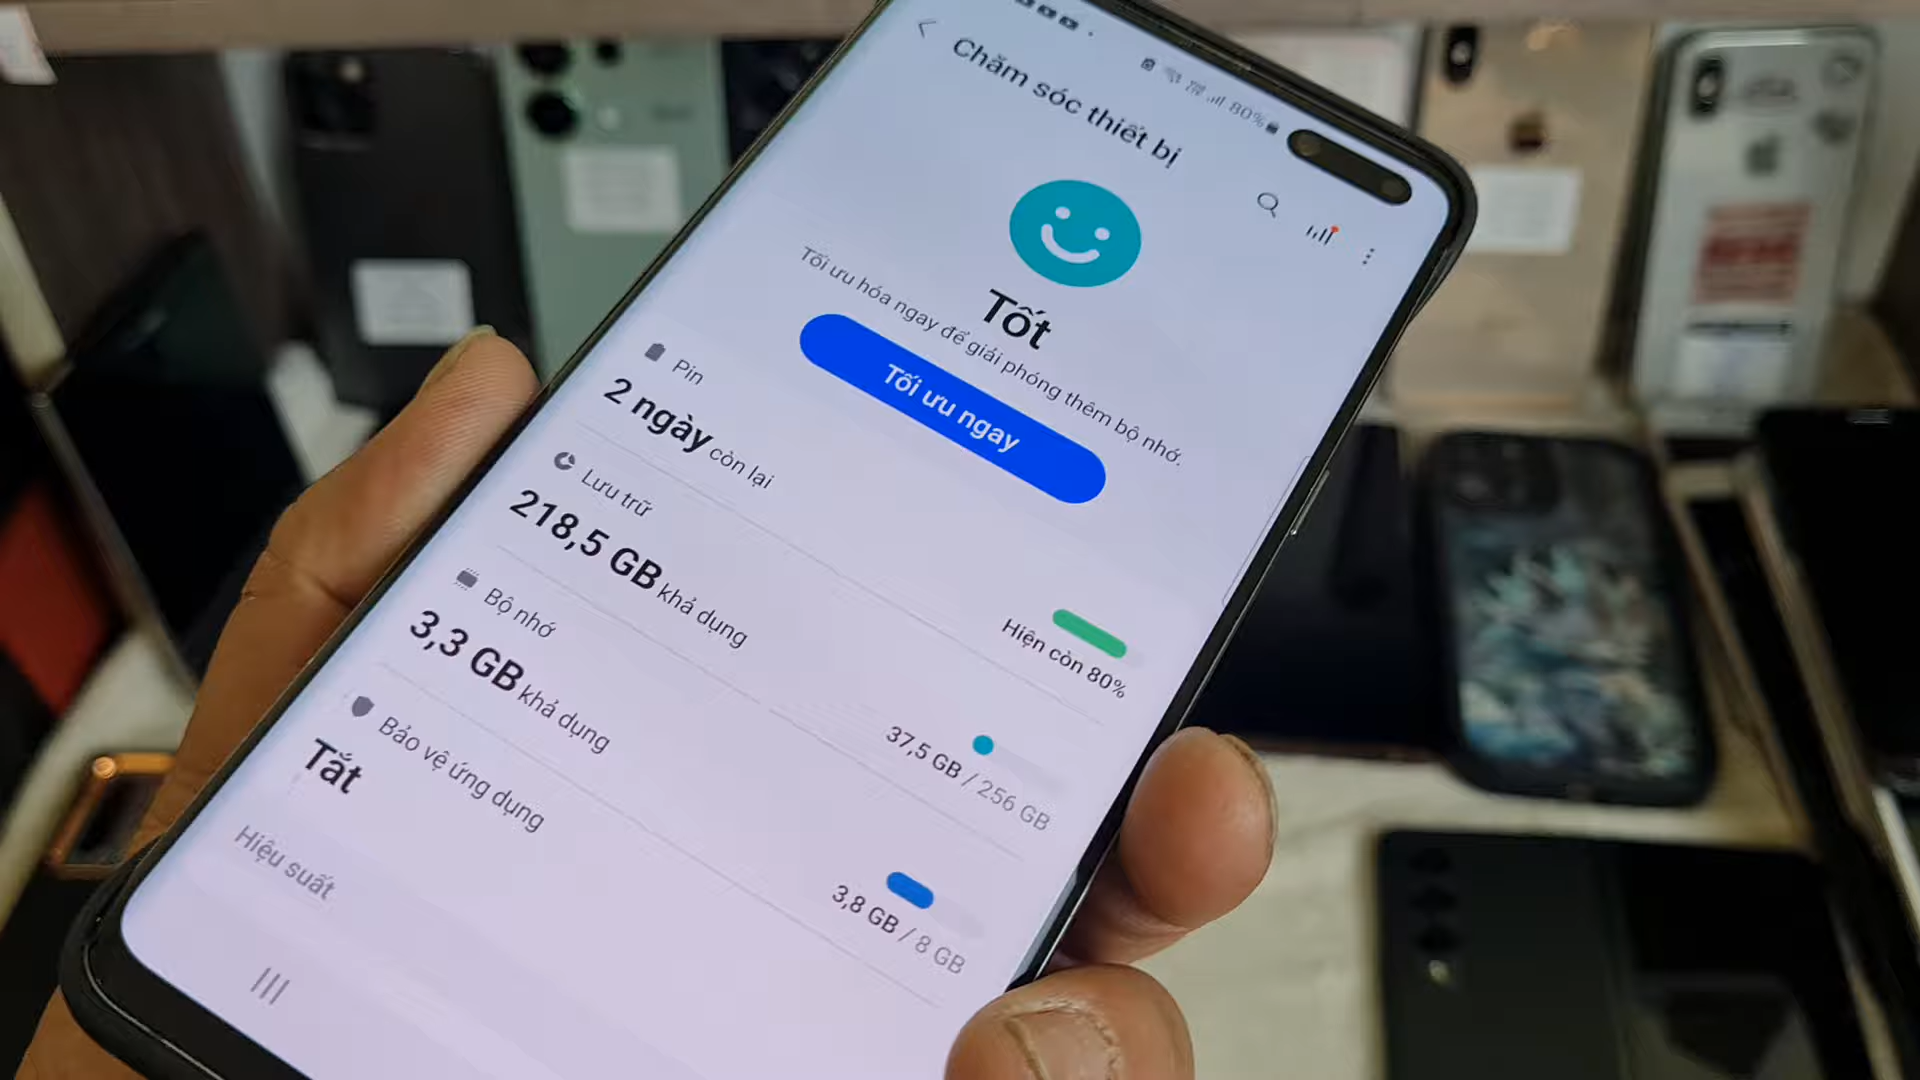 80%
Chăm sóc thiết bị
Tốt
Tối ưu hóa ngay để giải phóng thêm bộ nhớ.
Tối ưu ngay
Pin
2 ngày còn lại
Hiện còn 80%
Lưu trữ
218,5 GB khả dụng
37,5 GB / 256 GB
Bộ nhớ
3,3 GB khả dụng
3,8 GB / 8 GB
Bảo vệ ứng dụng
Tắt
Hiệu suất